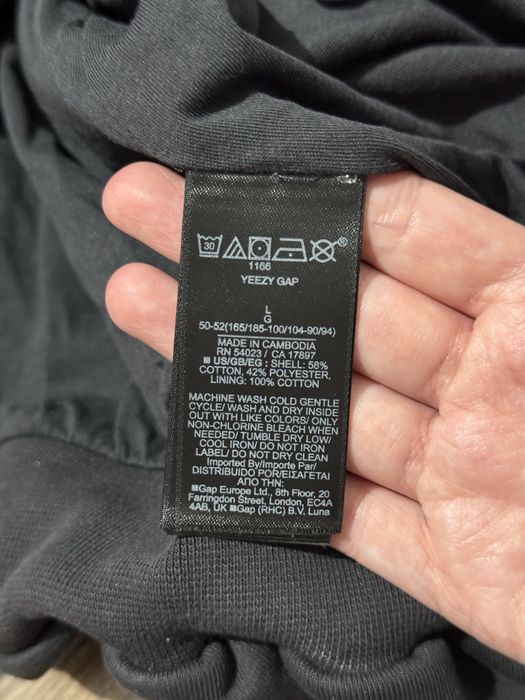 30
®
1166
YEEZY GAP
L
G
50-52(165/185-100/104-90/94)
MADE IN CAMBODIA
RN 54023 / CA 17897
US/GB/EG : SHELL: 58%
COTTON, 42% POLYESTER,
LINING: 100% COTTON
MACHINE WASH COLD GENTLE
CYCLE/ WASH AND DRY INSIDE
OUT WITH LIKE COLORS/ ONLY
NON-CHLORINE BLEACH WHEN
NEEDED/ TUMBLE DRY LOW/
COOL IRON/ DO NOT IRON
LABEL/ DO NOT DRY CLEAN
Imported By/Importe Par/
DISTRIBUIDO POR/ΕΙΣΑΓΕΤΑΙ
ΑΠΟ ΤΗΝ:
Gap Europe Ltd., 8th Floor, 20
Farringdon Street, London, EC4A
4AB, UK Gap (RHC) B.V. Luna